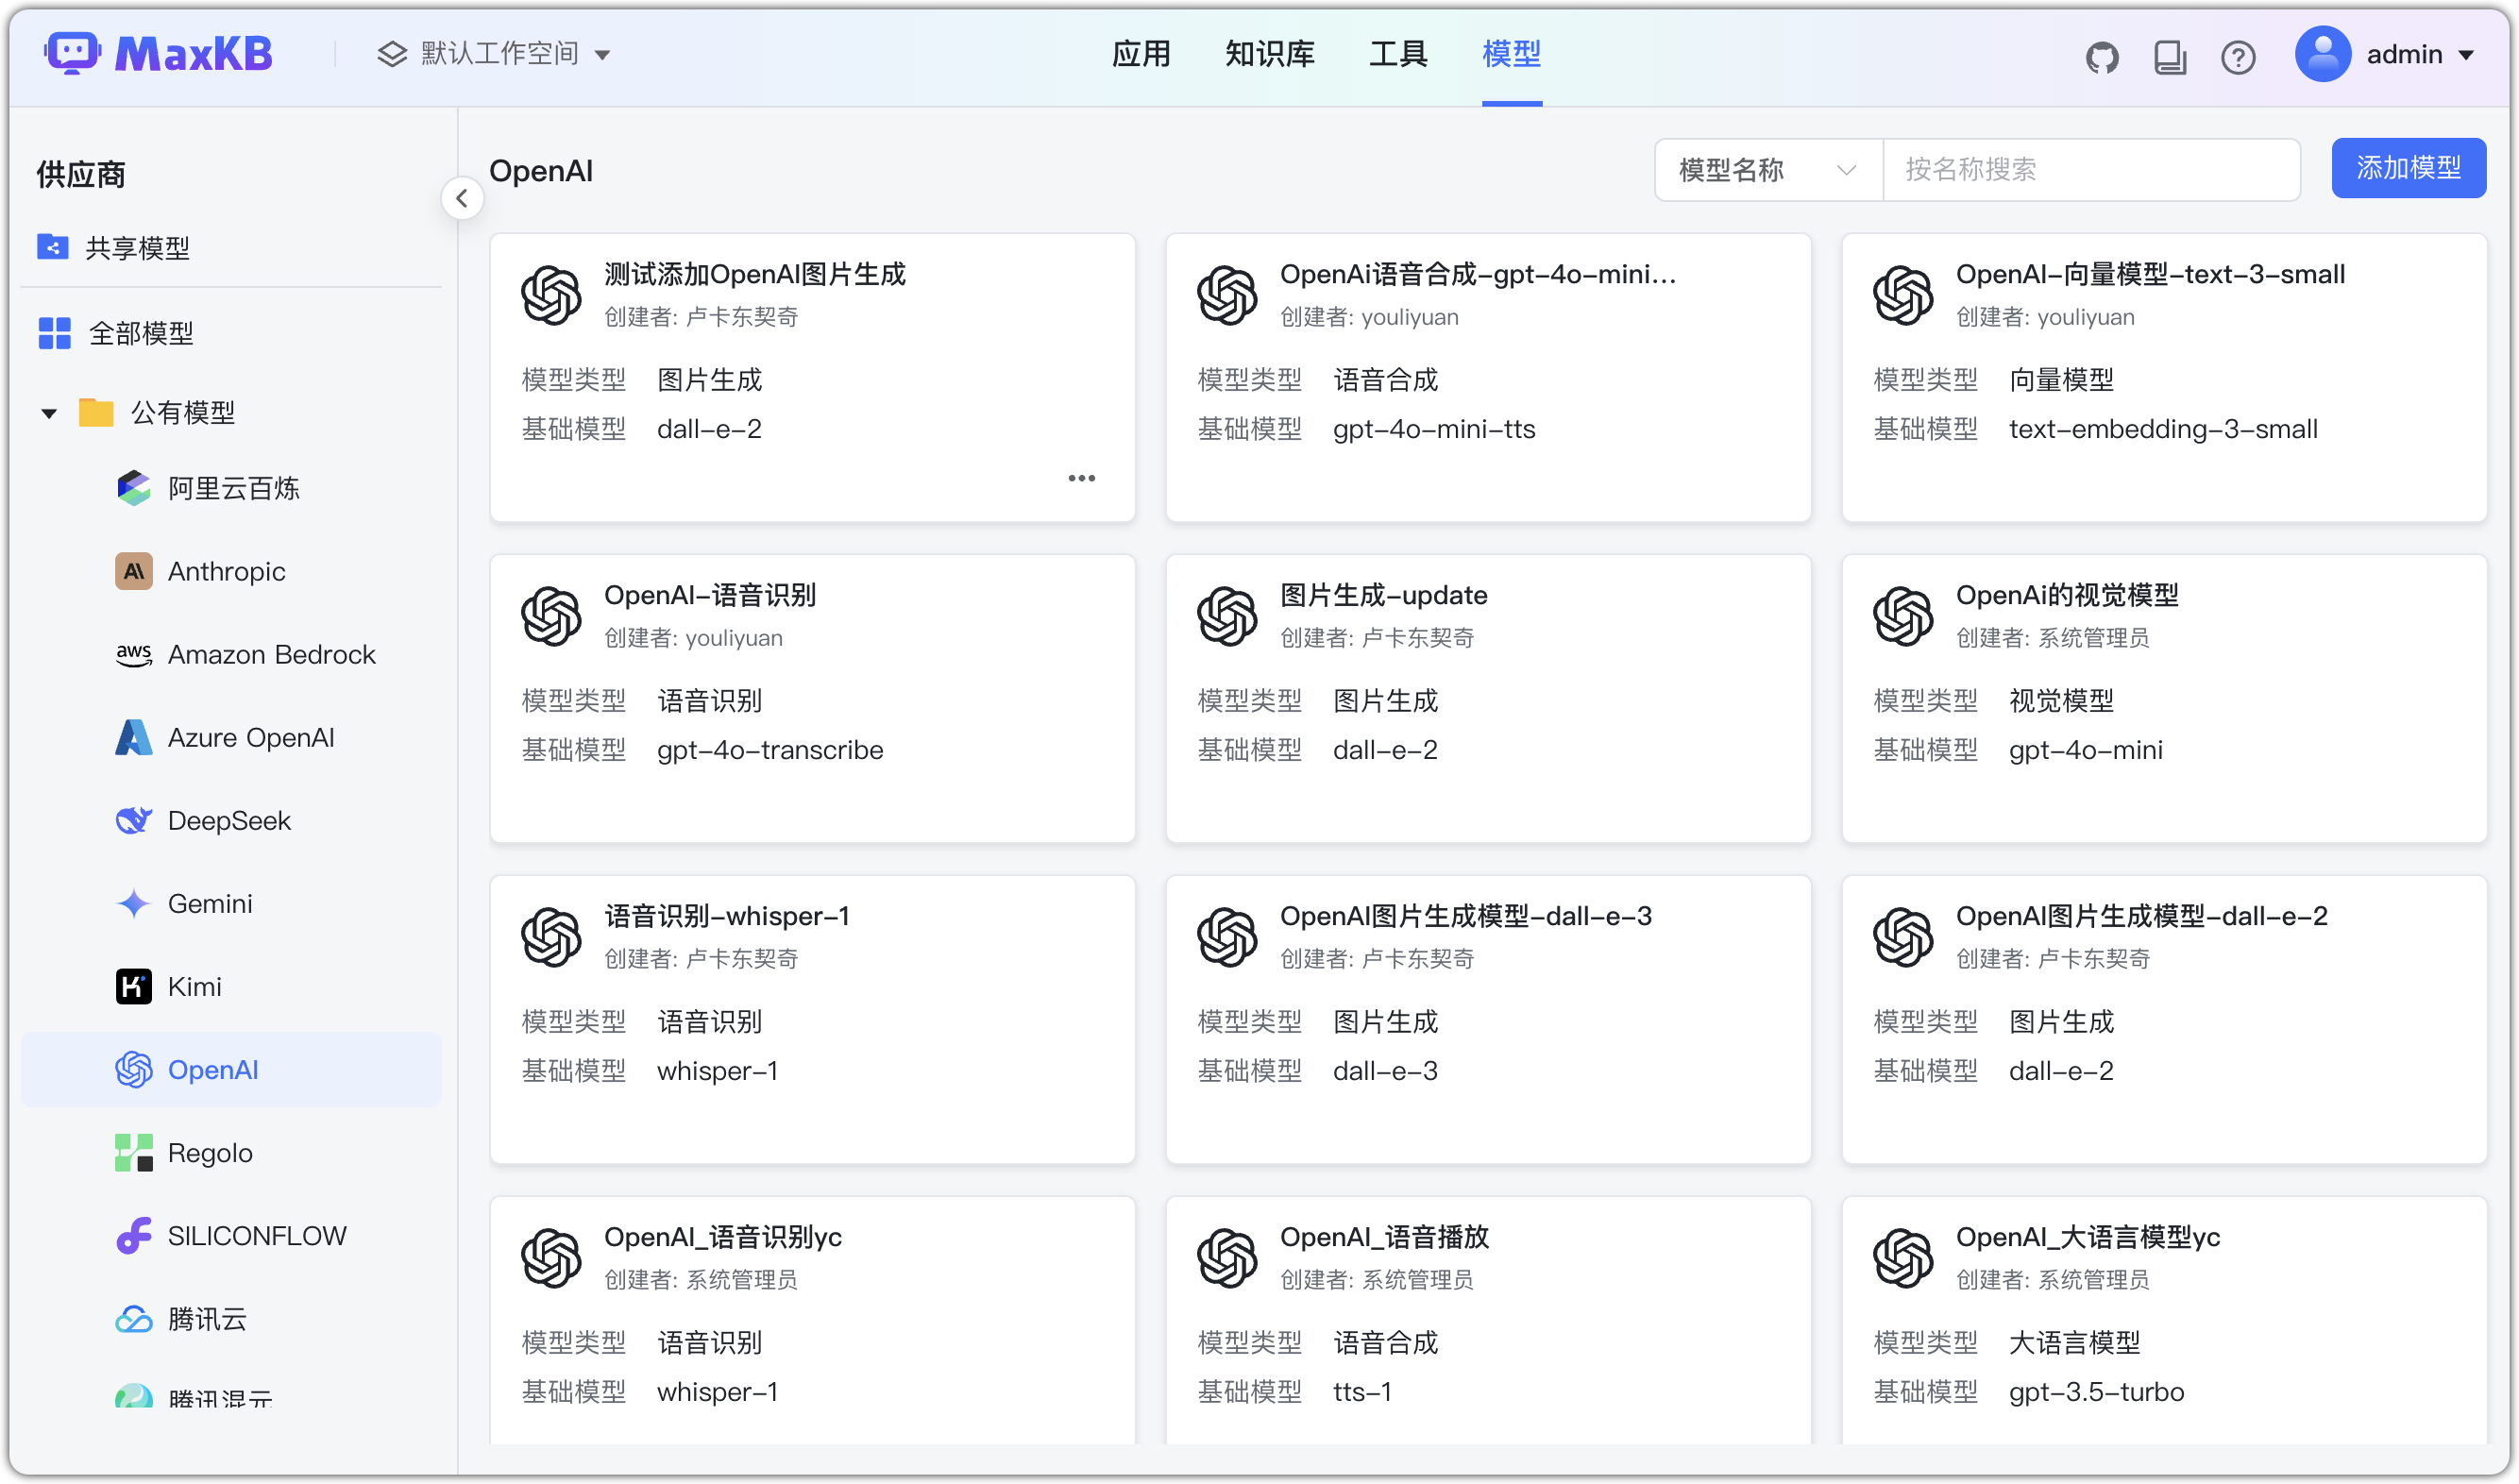 MaxKB
默认工作空间
应用
知识库
工具
模型
admin
供应商
共享模型
全部模型
公有模型
阿里云百炼
Anthropic
aws
Amazon Bedrock
Azure OpenAI
DeepSeek
Gemini
Kimi
OpenAI
Regolo
SILICONFLOW
腾讯云
腾讯混元
OpenAI
模型名称
按名称搜索
添加模型
测试添加OpenAI图片生成
创建者: 卢卡东契奇
模型类型 图片生成
基础模型 dall-e-2
OpenAi语音合成-gpt-4o-mini...
创建者: youliyuan
模型类型 语音合成
基础模型 gpt-4o-mini-tts
OpenAI-向量模型-text-3-small
创建者: youliyuan
模型类型 向量模型
基础模型 text-embedding-3-small
OpenAI-语音识别
创建者: youliyuan
模型类型 语音识别
基础模型 gpt-4o-transcribe
图片生成-update
创建者: 卢卡东契奇
模型类型 图片生成
基础模型 dall-e-2
OpenAi的视觉模型
创建者: 系统管理员
模型类型 视觉模型
基础模型 gpt-4o-mini
语音识别-whisper-1
创建者: 卢卡东契奇
模型类型 语音识别
基础模型 whisper-1
OpenAI图片生成模型-dall-e-3
创建者: 卢卡东契奇
模型类型 图片生成
基础模型 dall-e-3
OpenAI图片生成模型-dall-e-2
创建者: 卢卡东契奇
模型类型 图片生成
基础模型 dall-e-2
OpenAI_语音识别yc
创建者: 系统管理员
模型类型 语音识别
基础模型 whisper-1
OpenAI_语音播放
创建者: 系统管理员
模型类型 语音合成
基础模型 tts-1
OpenAI_大语言模型yc
创建者: 系统管理员
模型类型 大语言模型
基础模型 gpt-3.5-turbo